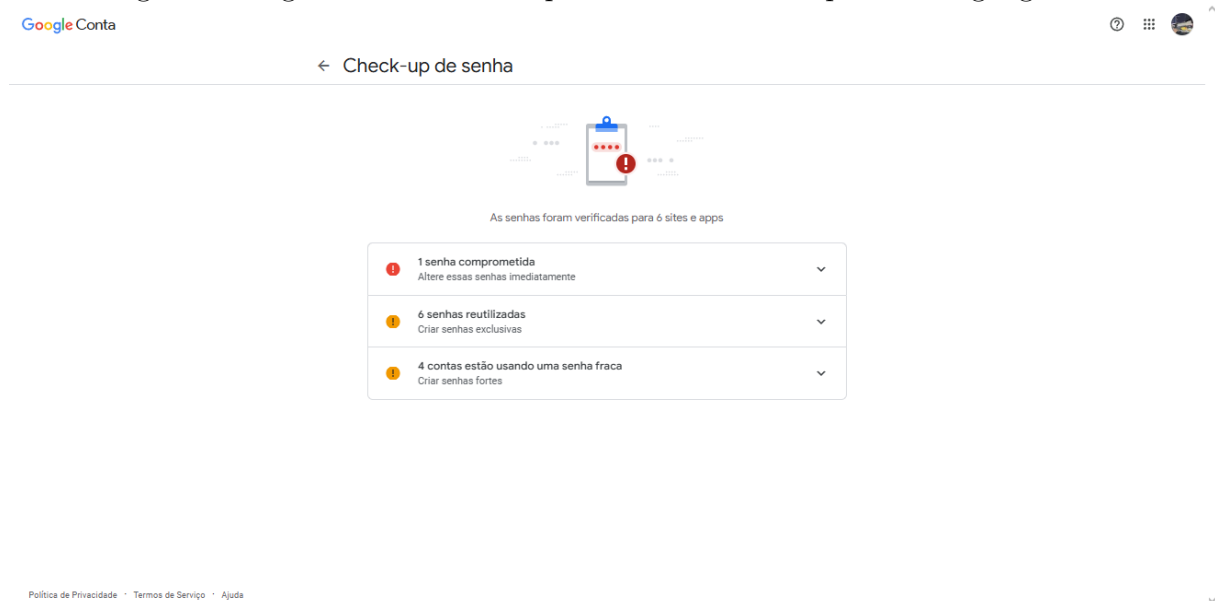 Google Conta
Check-up de senha
As senhas foram verificadas para 6 sites e apps
1 senha comprometida
Altere essas senhas imediatamente
6 senhas reutilizadas
Criar senhas exclusivas
4 contas estão usando uma senha fraca
Criar senhas fortes
Política de Privacidade · Termos de Serviço · Ajuda